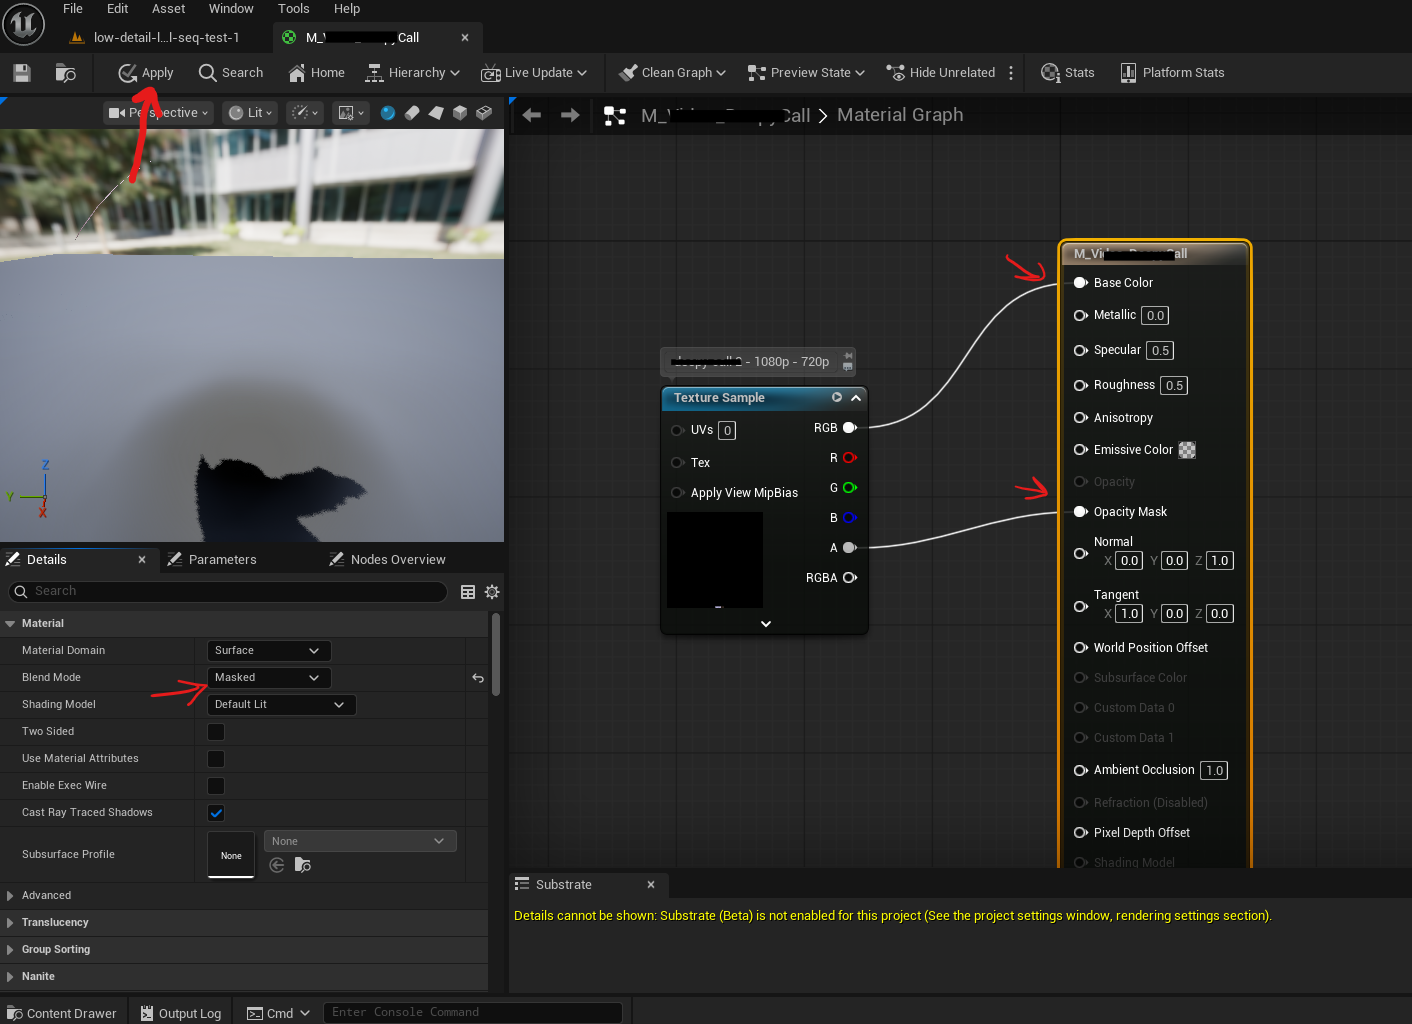 File Edit Asset Window Tools Help
low-detail-l...l-seq-test-1
M_V Call
Apply Search Home Hierarchy Live Update Clean Graph Preview State Hide Unrelated Stats Platform Stats
Perspective Lit
M_Vi Call > Material Graph
M_Vi all
Base Color
Metallic 0.0
Specular 0.5
Roughness 0.5
Anisotropy
Emissive Color
Opacity
Opacity Mask
Normal
X 0.0 Y 0.0 Z 1.0
Tangent
X 1.0 Y 0.0 Z 0.0
World Position Offset
Subsurface Color
Custom Data 0
Custom Data 1
Ambient Occlusion 1.0
Refraction (Disabled)
Pixel Depth Offset
Shading Model
2 - 1080p - 720p
Texture Sample
UVs 0
Tex
Apply View MipBias
RGB
R
G
B
A
RGBA
Z
Y
X
Details Parameters Nodes Overview
Search
Material
Material Domain Surface
Blend Mode Masked
Shading Model Default Lit
Two Sided
Use Material Attributes
Enable Exec Wire
Cast Ray Traced Shadows
Subsurface Profile None None
Advanced
Translucency
Group Sorting
Nanite
Substrate
Details cannot be shown: Substrate (Beta) is not enabled for this project (See the project settings window, rendering settings section).
Content Drawer Output Log Cmd Enter Console Command